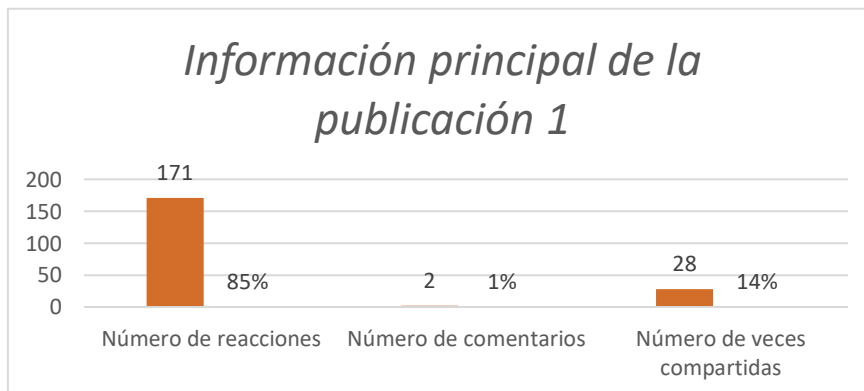 Información principal de la
publicación 1
200
150
100
50
0
171
85%
2
1%
28
14%
Número de reacciones
Número de comentarios
Número de veces
compartidas